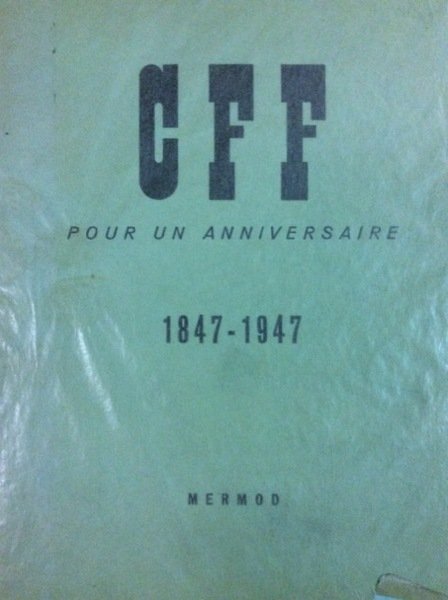 CFF
POUR UN ANNIVERSAIRE
1847-1947
MERMOD